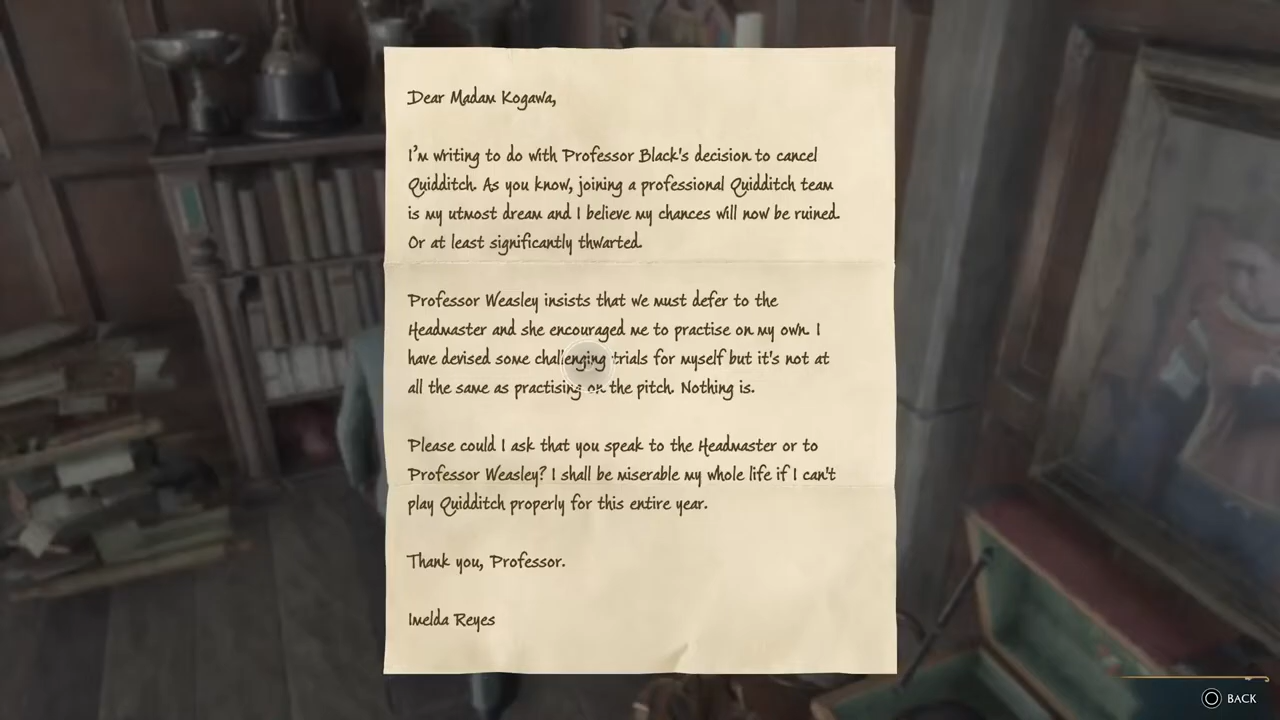 Dear Madam Kogawa,
I'm writing to do with Professor Black's decision to cancel
Quidditch. As you know, joining a professional Quidditch team
is my utmost dream and I believe my chances will now be ruined.
Or at least significantly thwarted.
Professor Weasley insists that we must defer to the
Headmaster and she encouraged me to practise on my own. I
have devised some challenging trials for myself but it's not at
all the same as practising on the pitch. Nothing is.
Please could I ask that you speak to the Headmaster or to
Professor Weasley? I shall be miserable my whole life if I can't
play Quidditch properly for this entire year.
Thank you, Professor.
Imelda Reyes
BACK